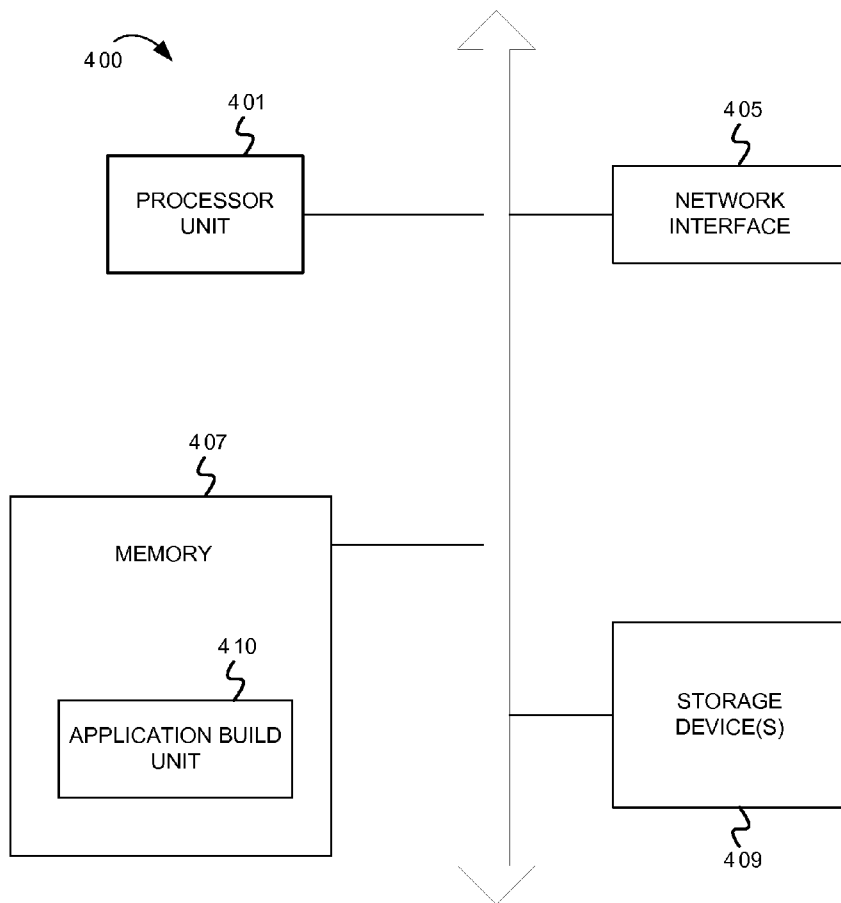 400
401
PROCESSOR
UNIT
405
NETWORK
INTERFACE
407
MEMORY
410
APPLICATION BUILD
UNIT
STORAGE
DEVICE(S)
409